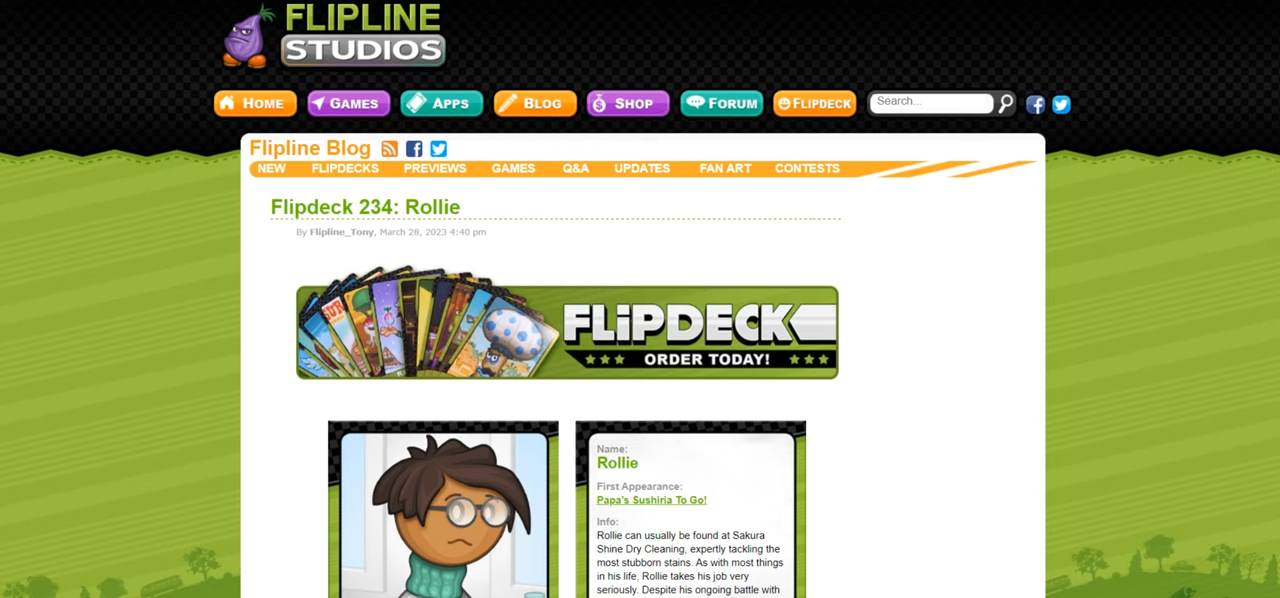 FLIPLINE
STUDIOS
HOME GAMES APPS BLOG SHOP FORUM FLIPDECK Search...
Flipline Blog
NEW FLIPDECKS PREVIEWS GAMES Q&A UPDATES FAN ART CONTESTS
Flipdeck 234: Rollie
By Flipline_Tony, March 28, 2023 4:40 pm
FLiPDECK
ORDER TODAY!
Name:
Rollie
First Appearance:
Papa's Sushiria To Go!
Info:
Rollie can usually be found at Sakura
Shine Dry Cleaning, expertly tackling the
most stubborn stains. As with most things
in his life, Rollie takes his job very
seriously. Despite his ongoing battle with